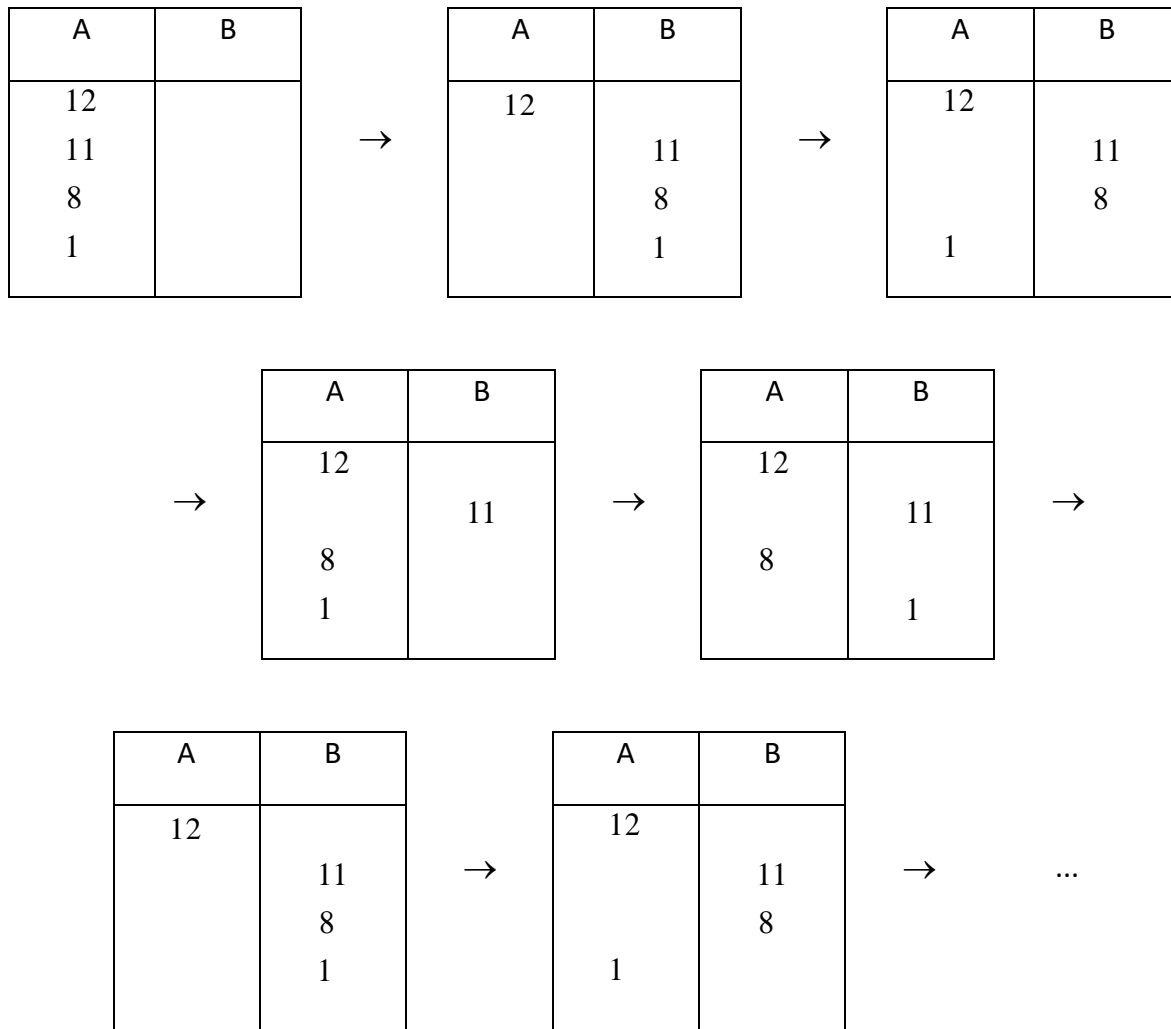 A B A B A B
12 → 12 → 12
11 11 11
8 8 8
1 1 1
A B A B
→ 12 → 12 →
11 11
8 8
1 1
A B A B
12 → 12 → ...
11 11
8 8
1 1